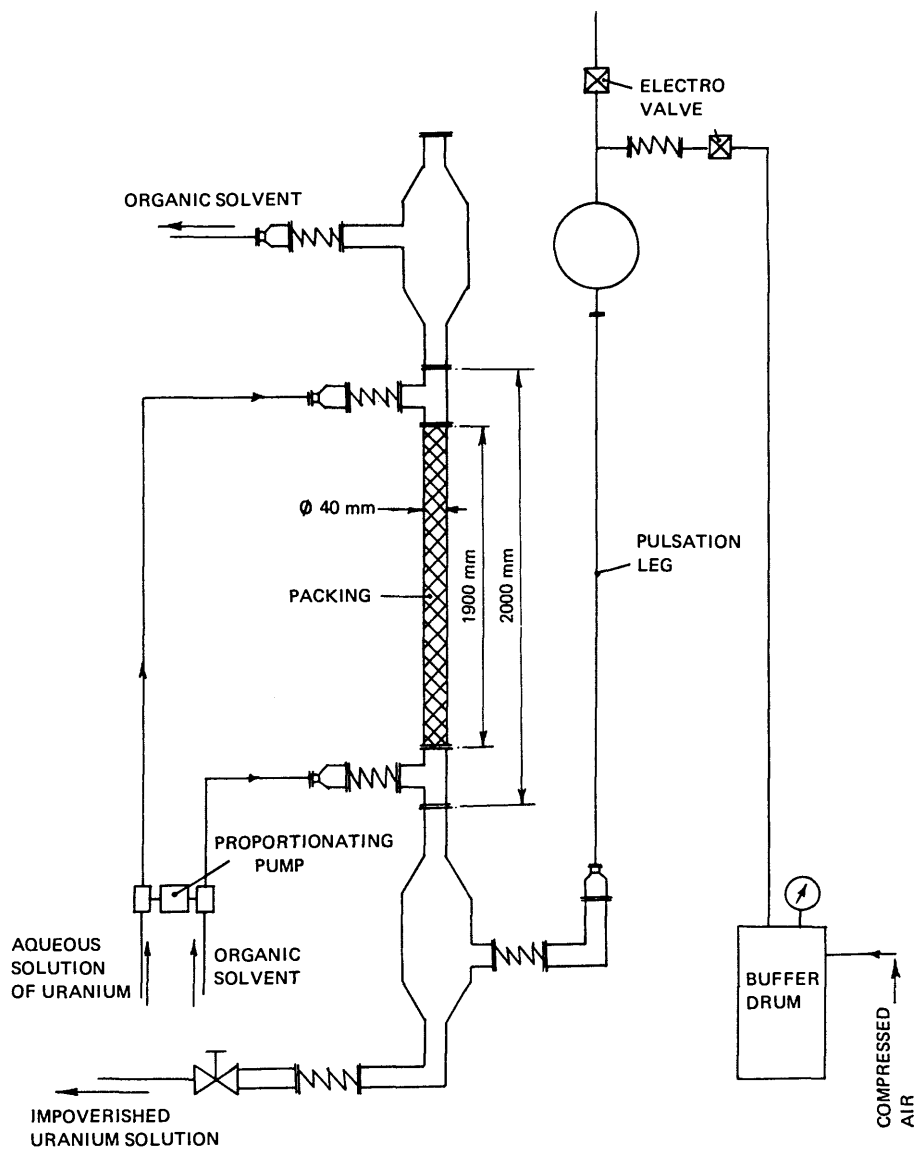 ELECTRO
VALVE
ORGANIC SOLVENT
Ø 40 mm
PACKING
1900 mm
2000 mm
PULSATION
LEG
PROPORTIONATING
PUMP
AQUEOUS
SOLUTION
OF URANIUM
ORGANIC
SOLVENT
BUFFER
DRUM
COMPRESSED
AIR
IMPOVERISHED
URANIUM SOLUTION